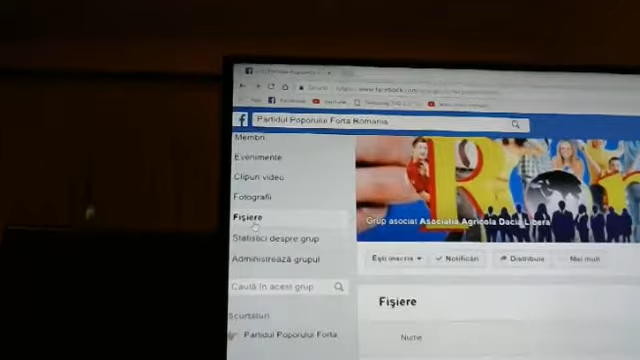 Partidul Poporului Forta Romania
Membri
Evenimente
Clipuri video
Fotografii
Fișiere
Statistici despre grup
Administrează grupul
Caută în acest grup
Scurtături
Partidul Poporului Forta
Grup asociat Asociatia Agricola Dacia Libera
Ești înscris
Notificări
Distribuie
Mai mult
Fișiere
Nume